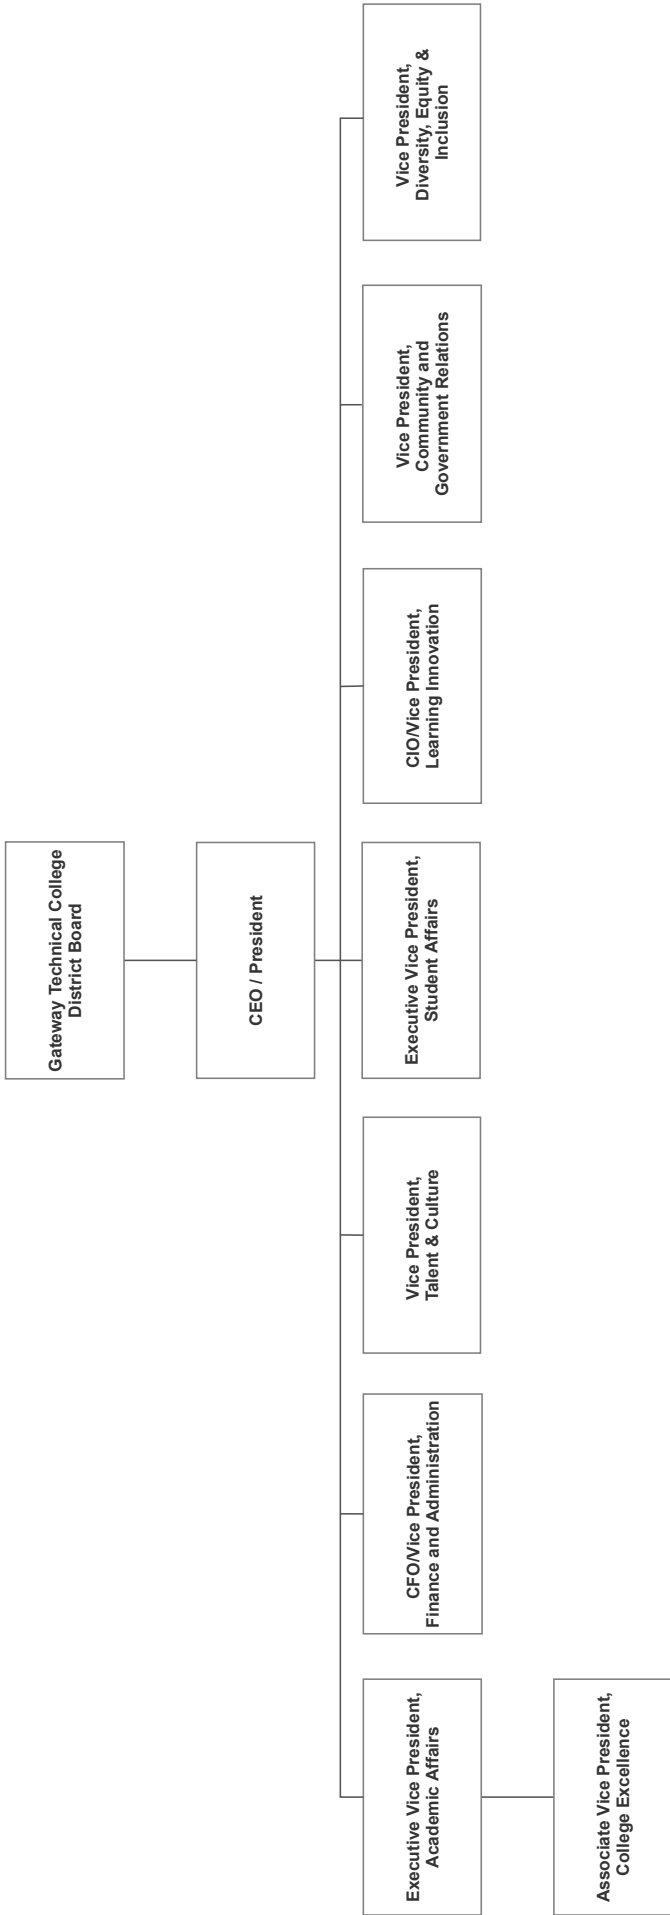 Gateway Technical College
District Board
CEO / President
Executive Vice President,
Academic Affairs
CFO/Vice President,
Finance and Administration
Vice President,
Talent & Culture
Executive Vice President,
Student Affairs
CIO/Vice President,
Learning Innovation
Vice President,
Community and
Government Relations
Vice President,
Diversity, Equity &
Inclusion
Associate Vice President,
College Excellence